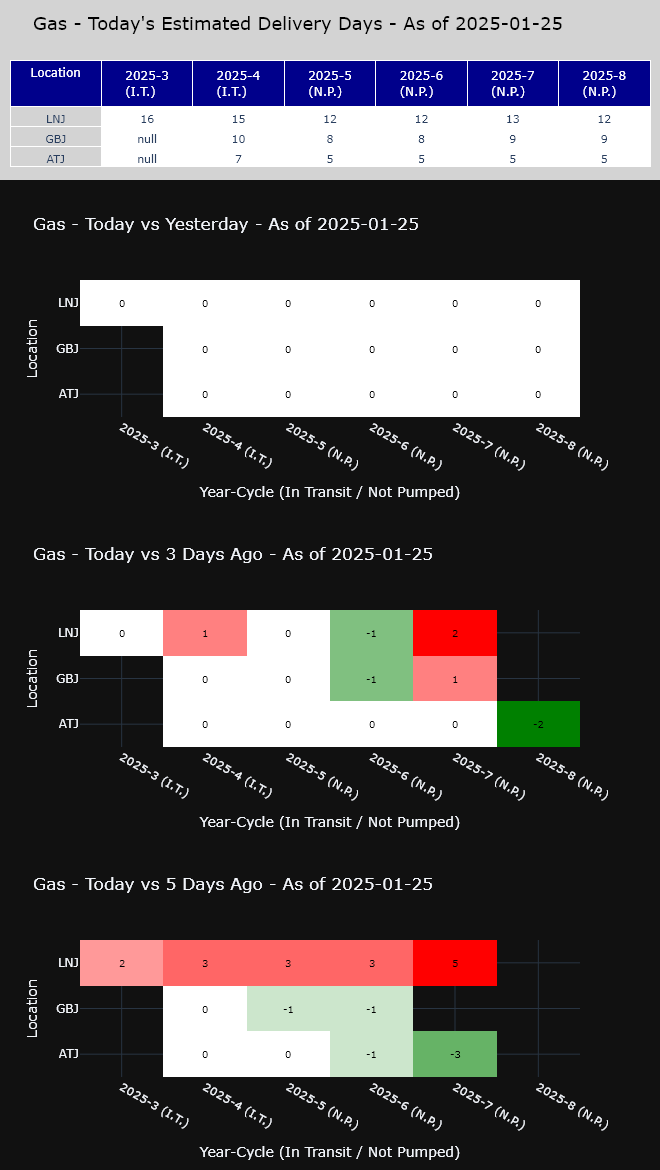 Gas - Today's Estimated Delivery Days - As of 2025-01-25
Location 2025-3 (I.T.) 2025-4 (I.T.) 2025-5 (N.P.) 2025-6 (N.P.) 2025-7 (N.P.) 2025-8 (N.P.)
LNJ 16 15 12 12 13 12
GBJ null 10 8 8 9 9
ATJ null 7 5 5 5 5
Gas - Today vs Yesterday - As of 2025-01-25
Location
LNJ 0 0 0 0 0 0
GBJ 0 0 0 0 0
ATJ 0 0 0 0 0
2025-3 (I.T.) 2025-4 (I.T.) 2025-5 (N.P.) 2025-6 (N.P.) 2025-7 (N.P.) 2025-8 (N.P.)
Year-Cycle (In Transit / Not Pumped)
Gas - Today vs 3 Days Ago - As of 2025-01-25
Location
LNJ 0 1 0 -1 2
GBJ 0 0 -1 1
ATJ 0 0 0 0 -2
2025-3 (I.T.) 2025-4 (I.T.) 2025-5 (N.P.) 2025-6 (N.P.) 2025-7 (N.P.) 2025-8 (N.P.)
Year-Cycle (In Transit / Not Pumped)
Gas - Today vs 5 Days Ago - As of 2025-01-25
Location
LNJ 2 3 3 3 5
GBJ 0 -1 -1
ATJ 0 0 -1 -3
2025-3 (I.T.) 2025-4 (I.T.) 2025-5 (N.P.) 2025-6 (N.P.) 2025-7 (N.P.) 2025-8 (N.P.)
Year-Cycle (In Transit / Not Pumped)